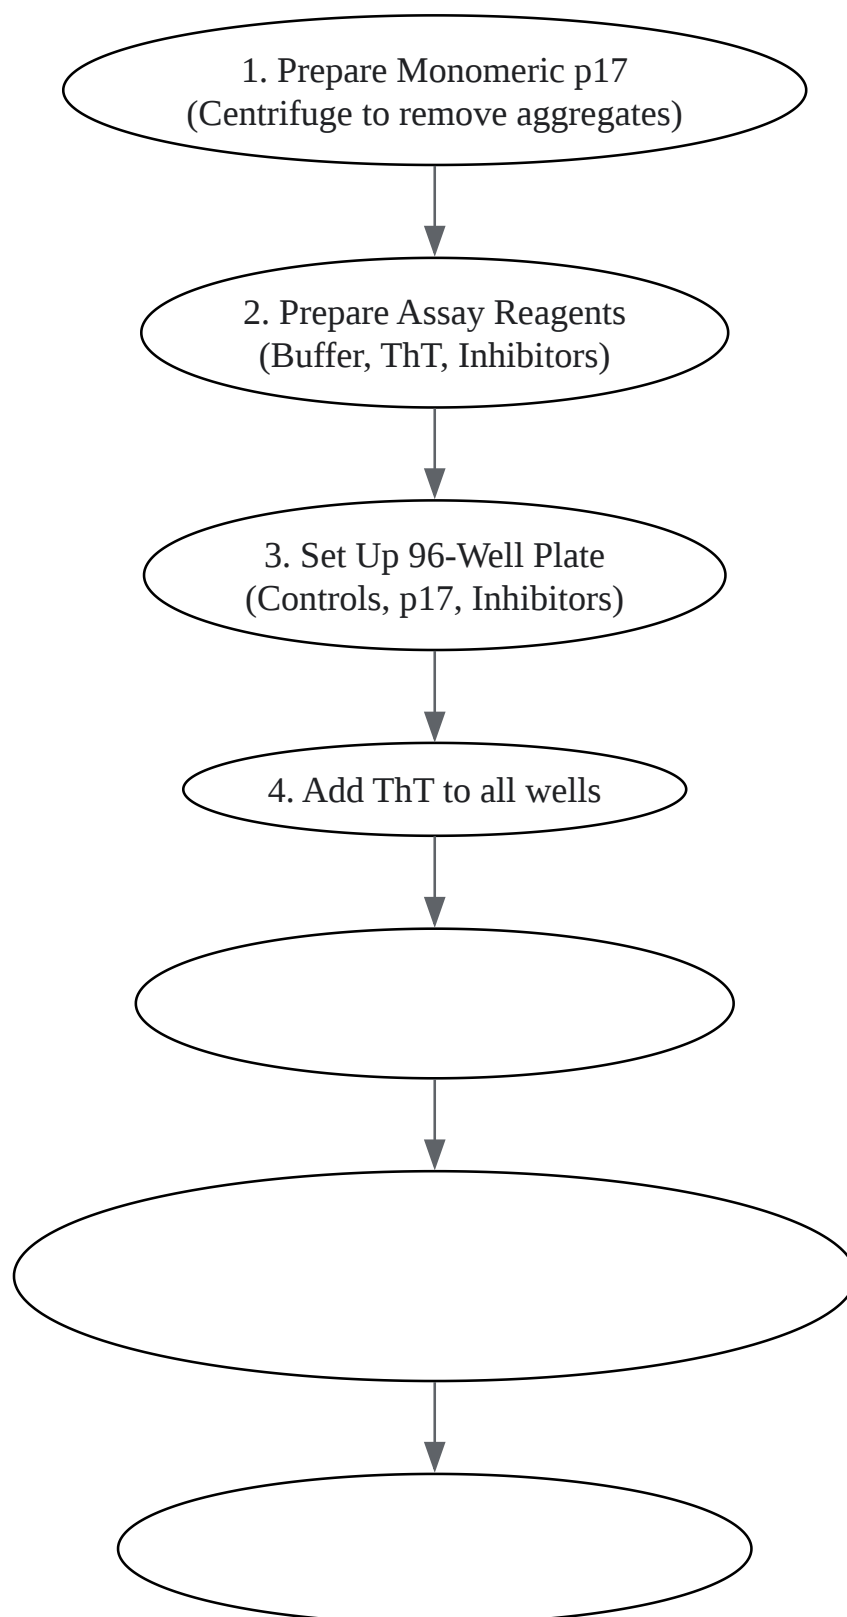 1. Prepare Monomeric p17
(Centrifuge to remove aggregates)
2. Prepare Assay Reagents
(Buffer, ThT, Inhibitors)
3. Set Up 96-Well Plate
(Controls, p17, Inhibitors)
4. Add ThT to all wells